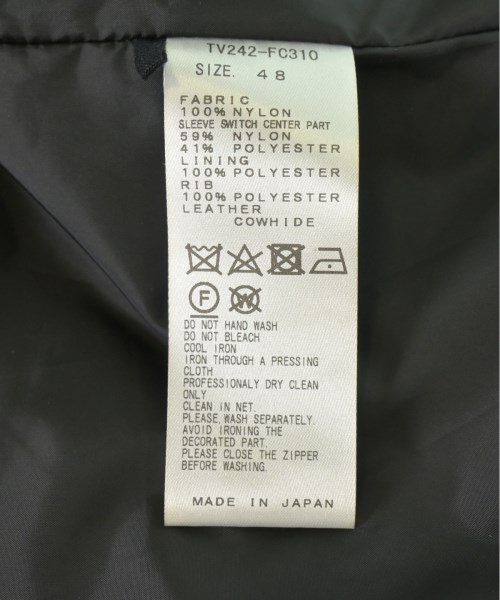 TV242-FC310
SIZE. 48
FABRIC
100% NYLON
SLEEVE SWITCH CENTER PART
59% NYLON
41% POLYESTER
LINING
100% POLYESTER
RIB
100% POLYESTER
LEATHER
COWHIDE
F W
DO NOT HAND WASH
DO NOT BLEACH
COOL IRON
IRON THROUGH A PRESSING
CLOTH
PROFESSIONALY DRY CLEAN
ONLY
CLEAN IN NET.
PLEASE,WASH SEPARATELY.
AVOID IRONING THE
DECORATED PART.
PLEASE CLOSE THE ZIPPER
BEFORE WASHING.
MADE IN JAPAN